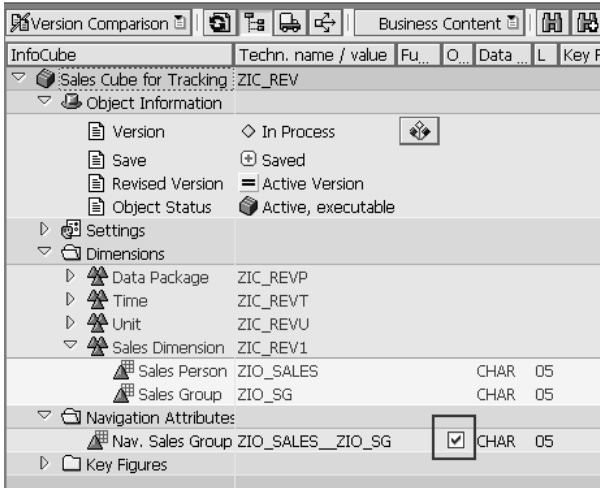 Version Comparison Business Content
InfoCube Techn. name / value Fu... O... Data ... L Key F
Sales Cube for Tracking ZIC_REV
Object Information
Version In Process
Save Saved
Revised Version Active Version
Object Status Active, executable
Settings
Dimensions
Data Package ZIC_REVP
Time ZIC_REVT
Unit ZIC_REVU
Sales Dimension ZIC_REV1
Sales Person ZIO_SALES CHAR 05
Sales Group ZIO_SG CHAR 05
Navigation Attributes
Nav. Sales Group ZIO_SALES__ZIO_SG CHAR 05
Key Figures